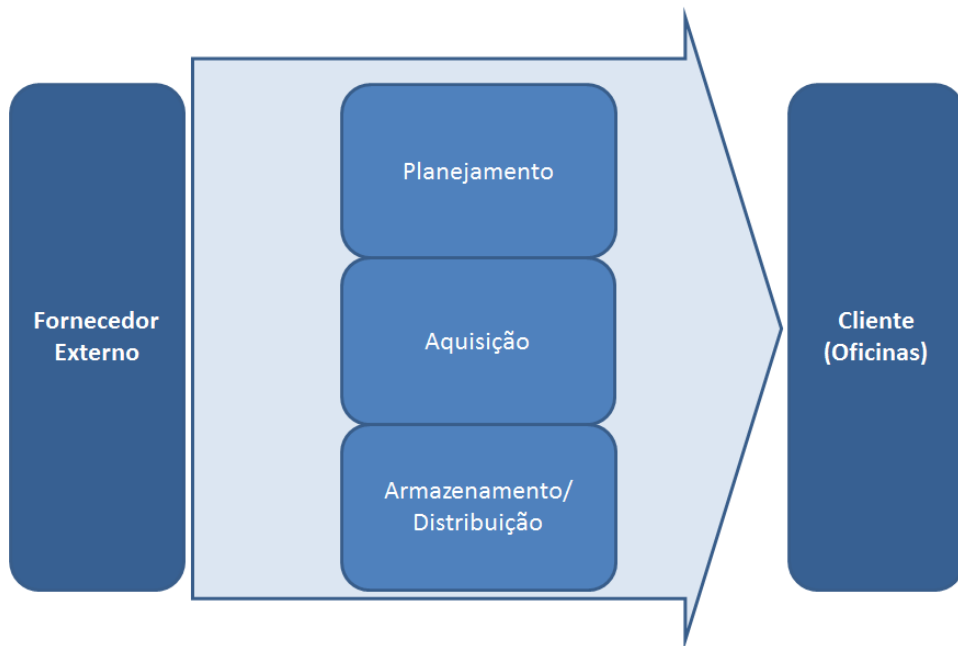 Planejamento
Fornecedor
Externo
Aquisição
Cliente
(Oficinas)
Armazenamento/
Distribuição